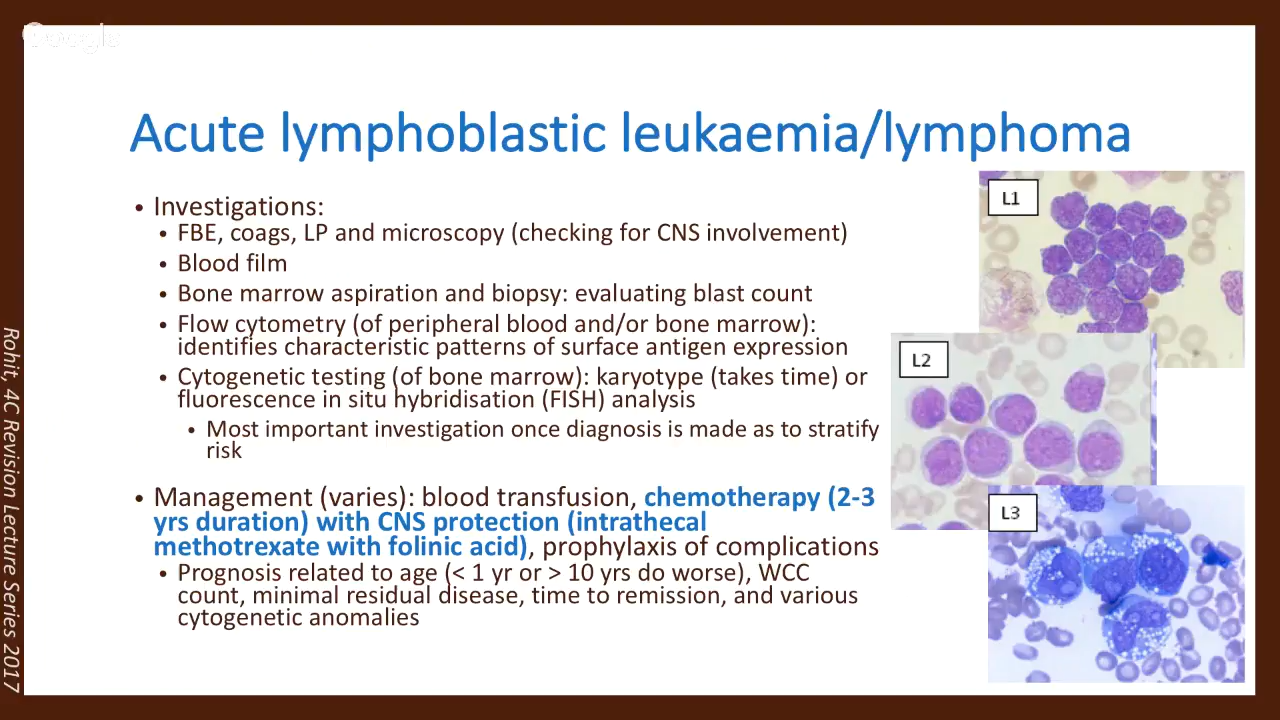 Google
Acute lymphoblastic leukaemia/lymphoma
• Investigations:
• FBE, coags, LP and microscopy (checking for CNS involvement)
• Blood film
• Bone marrow aspiration and biopsy: evaluating blast count
• Flow cytometry (of peripheral blood and/or bone marrow):
identifies characteristic patterns of surface antigen expression
• Cytogenetic testing (of bone marrow): karyotype (takes time) or
fluorescence in situ hybridisation (FISH) analysis
• Most important investigation once diagnosis is made as to stratify
risk
• Management (varies): blood transfusion, chemotherapy (2-3
yrs duration) with CNS protection (intrathecal
methotrexate with folinic acid), prophylaxis of complications
• Prognosis related to age (< 1 yr or > 10 yrs do worse), WCC
count, minimal residual disease, time to remission, and various
cytogenetic anomalies
L1
L2
L3
Rohit, 4C Revision Lecture Series 2017